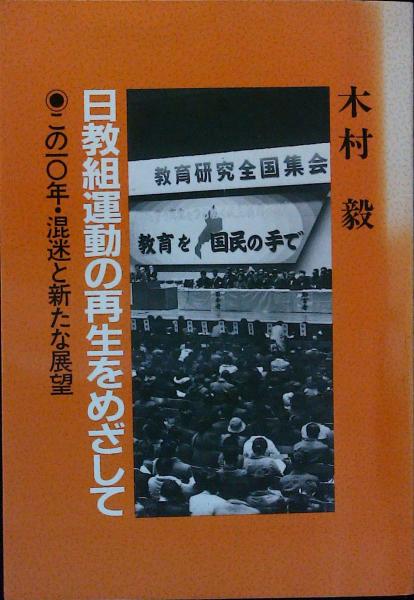 木村 毅
教育研究全国集会
教育を 国民の手で
日教組運動の再生をめざして
◉この一〇年・混迷と新たな展望